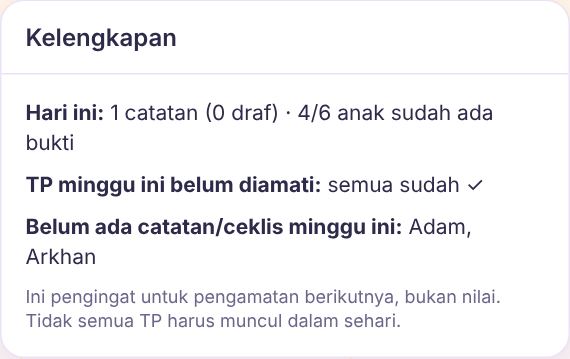 Kelengkapan
Hari ini: 1 catatan (0 draf) · 4/6 anak sudah ada
bukti
TP minggu ini belum diamati: semua sudah ✓
Belum ada catatan/ceklis minggu ini: Adam,
Arkhan
Ini pengingat untuk pengamatan berikutnya, bukan nilai.
Tidak semua TP harus muncul dalam sehari.